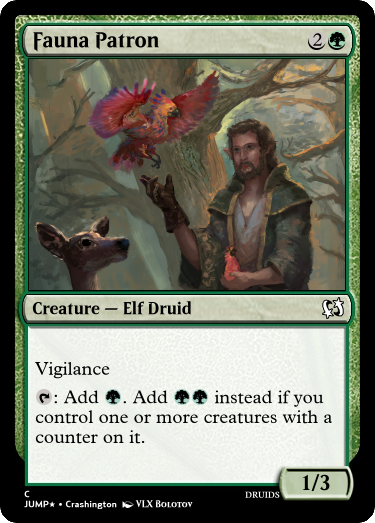 Fauna Patron 2
Creature — Elf Druid
Vigilance
: Add . Add instead if you
control one or more creatures with a
counter on it.
1/3
C
JUMP★ • Crashington VLX Bolotov
DRUIDS